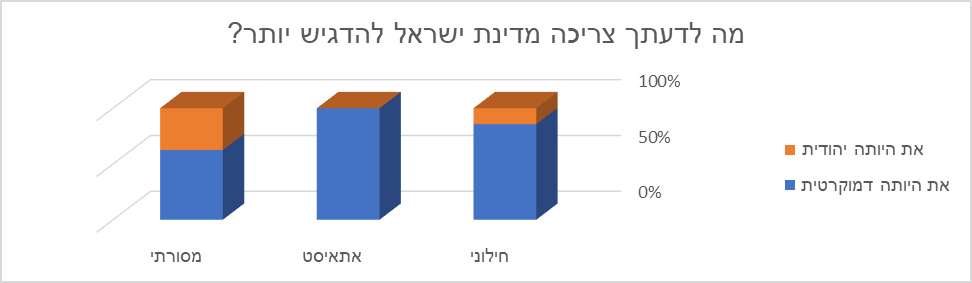 מה לדעתך צריכה מדינת ישראל להדגיש יותר?
100%
50%
0%
את היותה יהודית
את היותה דמוקרטית
חילוני
אתאיסט
מסורתי